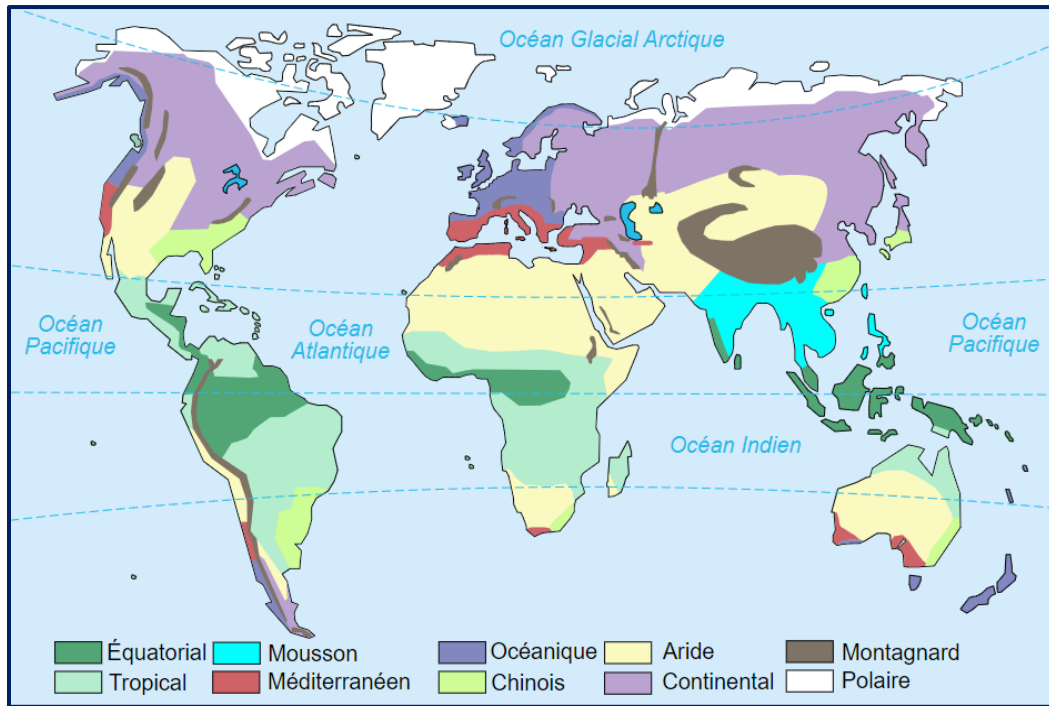 Océan Glacial Arctique
Océan
Pacifique
Océan
Atlantique
Océan
Pacifique
Océan Indien
Équatorial
Mousson
Océanique
Aride
Montagnard
Tropical
Méditerranéen
Chinois
Continental
Polaire